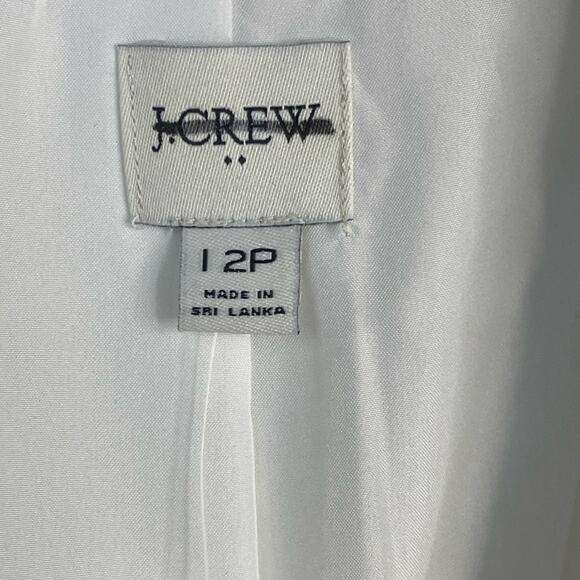 J.CREW
12P
MADE IN
SRI LANKA